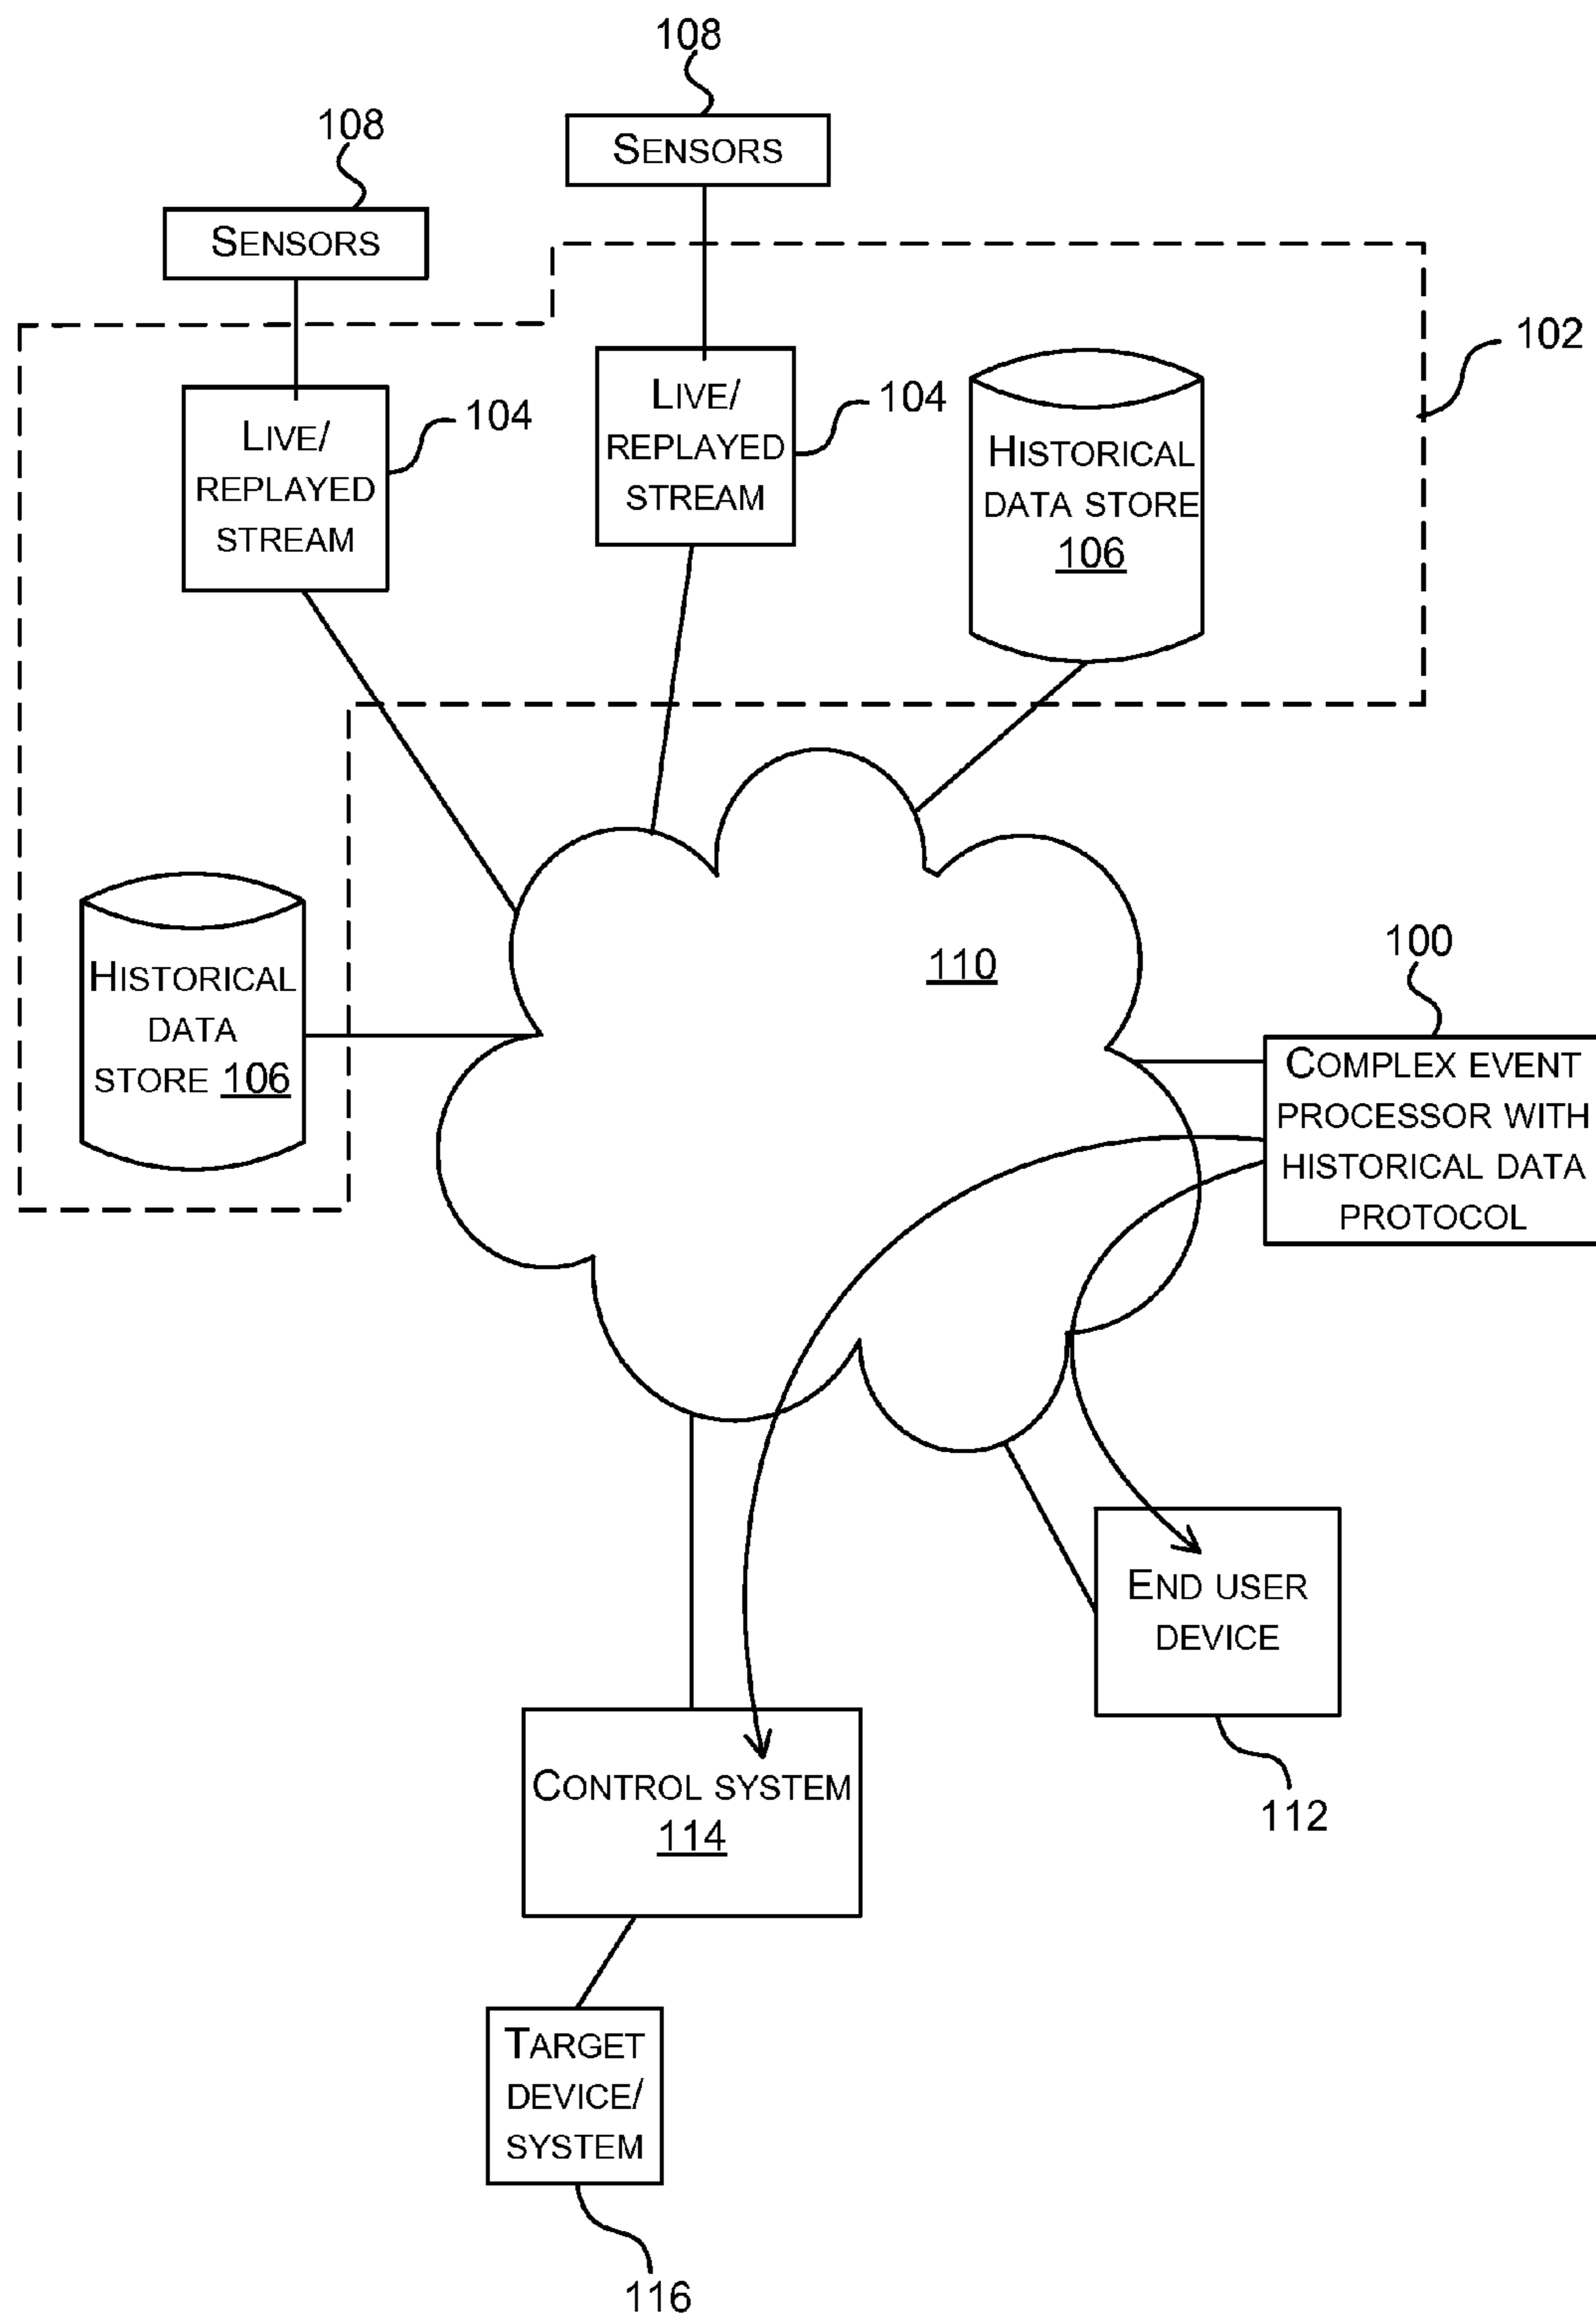 108
SENSORS
108
SENSORS
102
LIVE/
REPLAYED
STREAM
104
LIVE/
REPLAYED
STREAM
104
HISTORICAL
DATA STORE
106
HISTORICAL
DATA
STORE 106
110
100
COMPLEX EVENT
PROCESSOR WITH
HISTORICAL DATA
PROTOCOL
END USER
DEVICE
112
CONTROL SYSTEM
114
TARGET
DEVICE/
SYSTEM
116